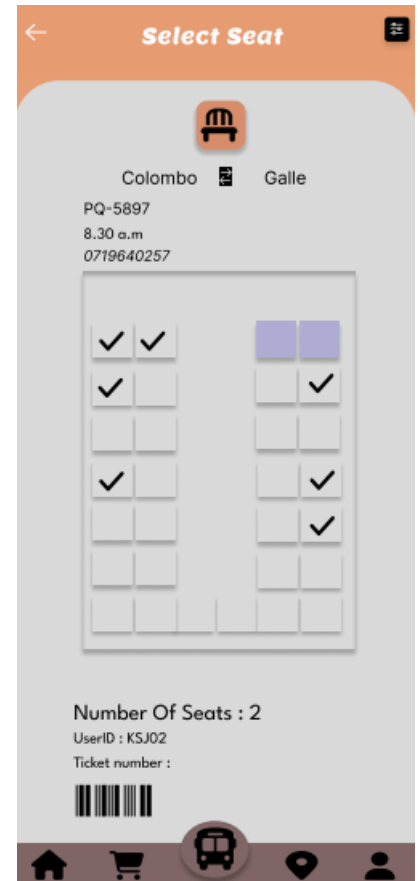 Select Seat
Colombo Galle
PQ-5897
8.30 a.m
0719640257
Number Of Seats : 2
UserID : KSJ02
Ticket number :